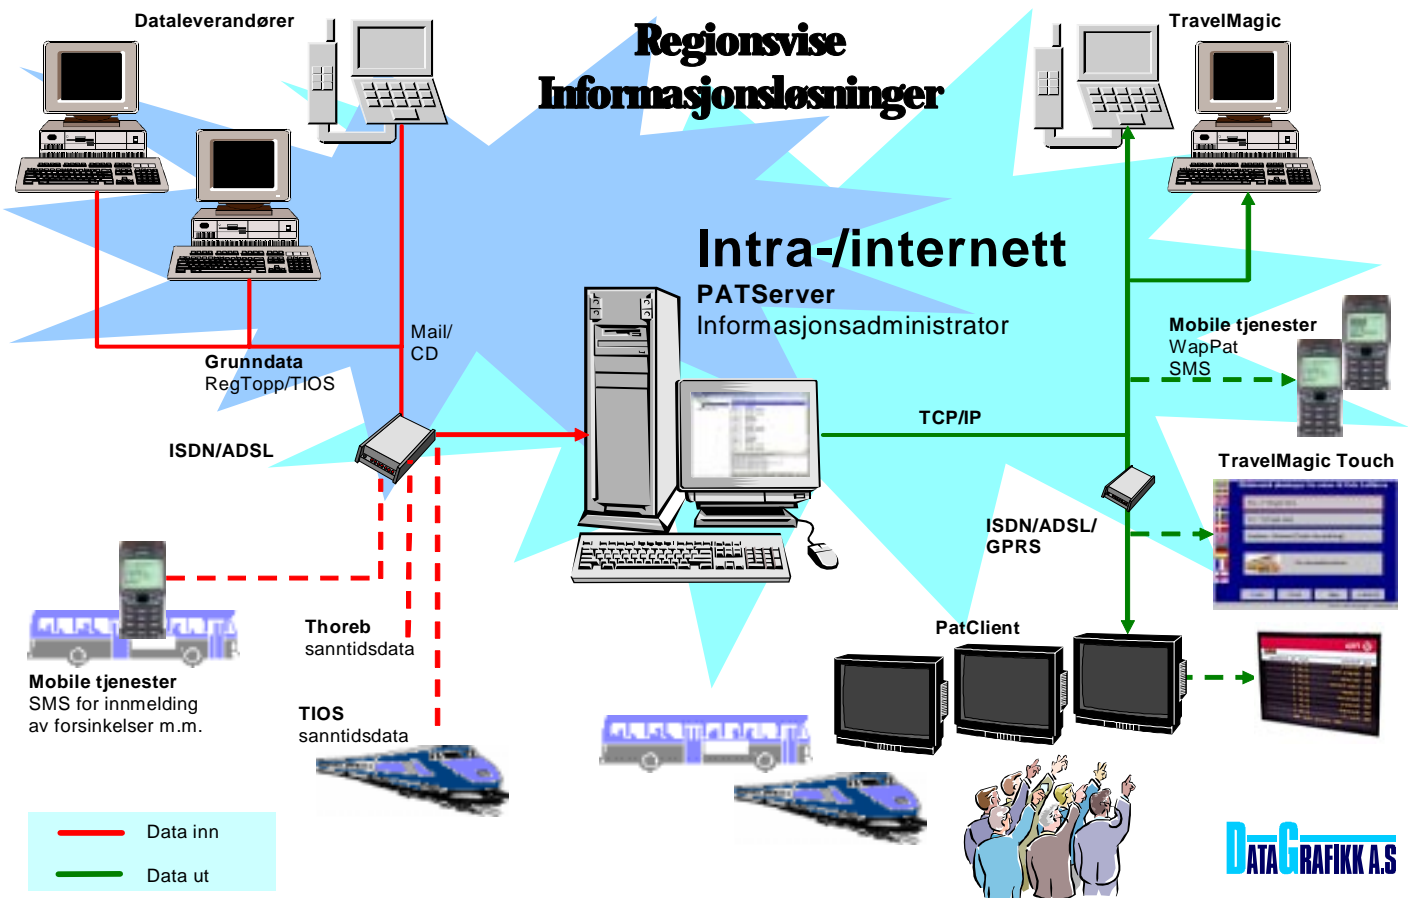 Dataleverandører
Regionsvise
Informasjonsløsninger
TravelMagic
Intra-/internett
PATServer
Informasjonsadministrator
Mail/
CD
Grunndata
RegTopp/TIOS
Mobile tjenester
WapPat
SMS
ISDN/ADSL
TCP/IP
TravelMagic Touch
ISDN/ADSL/
GPRS
Thoreb
sanntidsdata
PatClient
Mobile tjenester
SMS for innmelding
av forsinkelser m.m.
TIOS
sanntidsdata
Data inn
Data ut
DATAGRAFIKK A.S